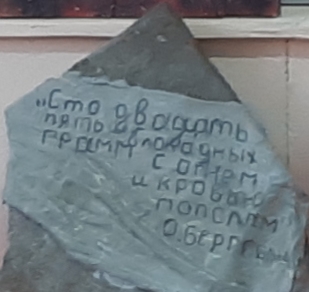 „Сто двадцать
пять блокадных
грамм с огнем
и кровью
пополам"
О. Берггольц